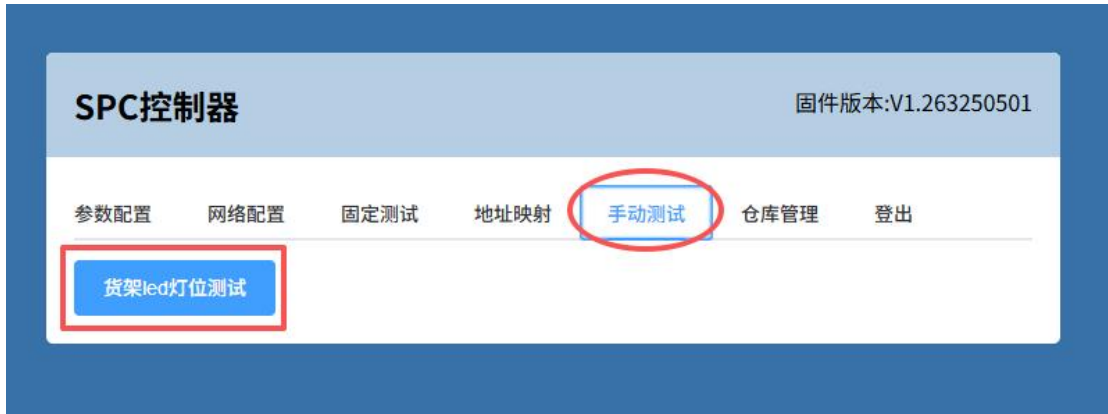 SPC控制器
固件版本:V1.263250501
参数配置 网络配置 固定测试 地址映射 手动测试 仓库管理 登出
货架led灯位测试